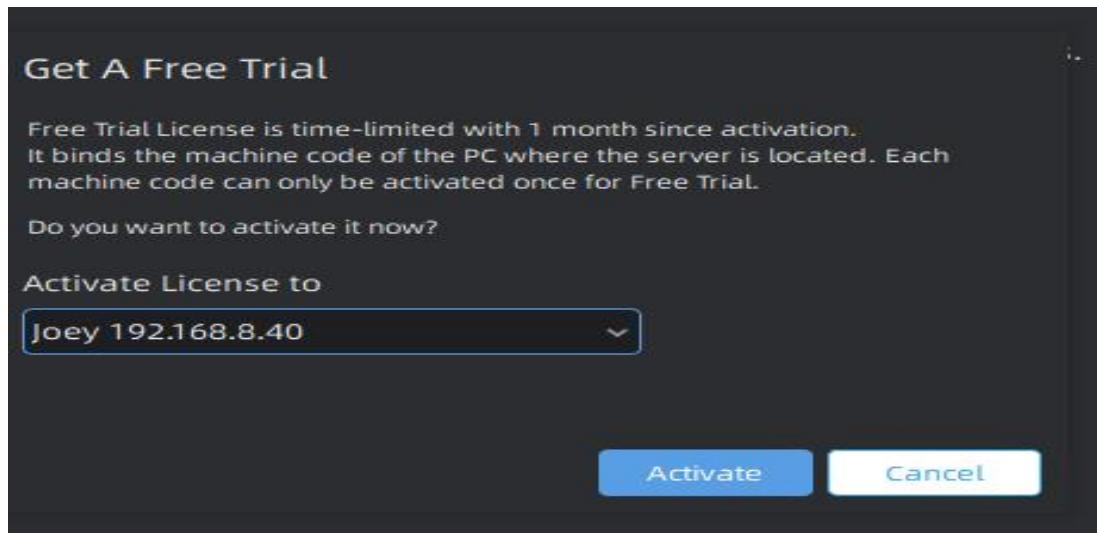 Get A Free Trial
Free Trial License is time-limited with 1 month since activation.
It binds the machine code of the PC where the server is located. Each
machine code can only be activated once for Free Trial.
Do you want to activate it now?
Activate License to
Joey 192.168.8.40
Activate
Cancel